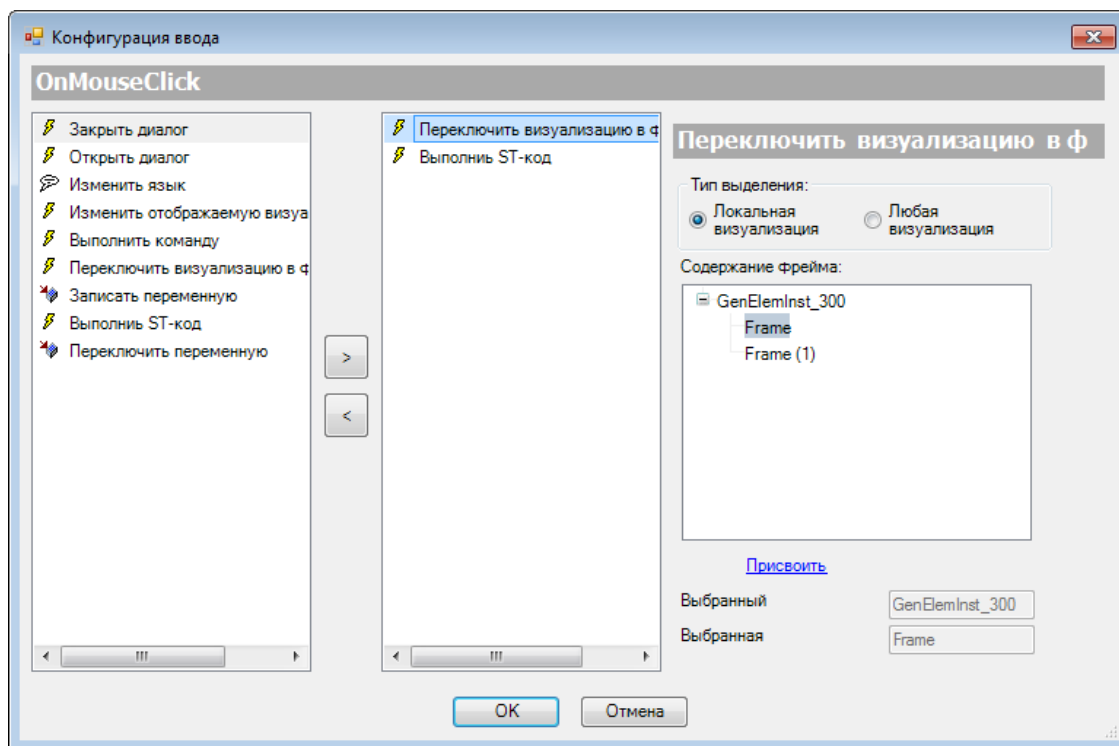 Конфигурация ввода
OnMouseClick
Закрыть диалог
Открыть диалог
Изменить язык
Изменить отображаемую визуа
Выполнить команду
Переключить визуализацию в ф
Записать переменную
Выполниь ST-код
Переключить переменную
>
<
Переключить визуализацию в ф
Выполниь ST-код
Переключить визуализацию в ф
Тип выделения:
Локальная
визуализация
Любая
визуализация
Содержание фрейма:
GenElemInst_300
Frame
Frame (1)
Присвоить
Выбранный
GenElemInst_300
Выбранная
Frame
OK
Отмена